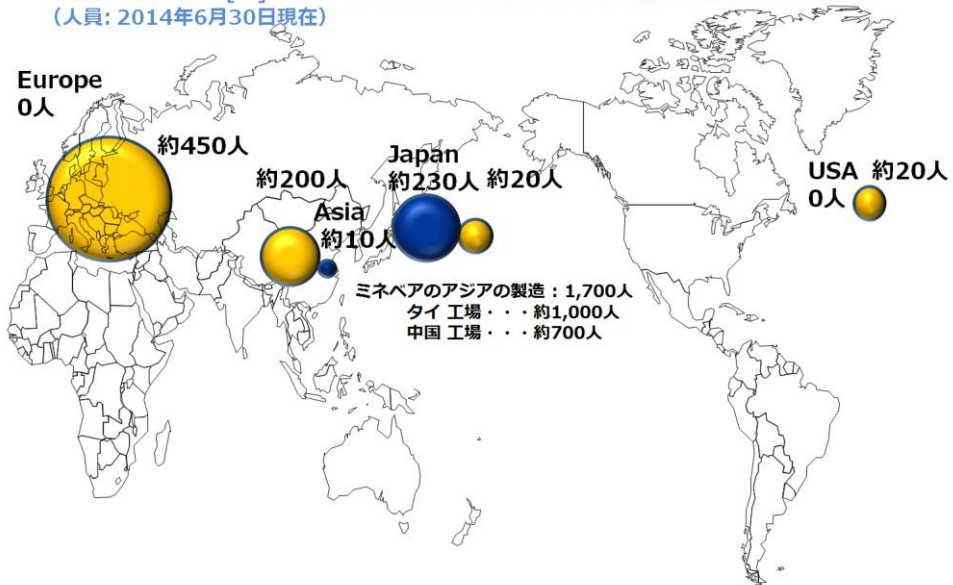 （人員: 2014年6月30日現在）
Europe
0人
約450人
約200人
Asia
約10人
Japan
約230人 約20人
USA 約20人
0人
ミネベアのアジアの製造：1,700人
タイ 工場・・・約1,000人
中国 工場・・・約700人